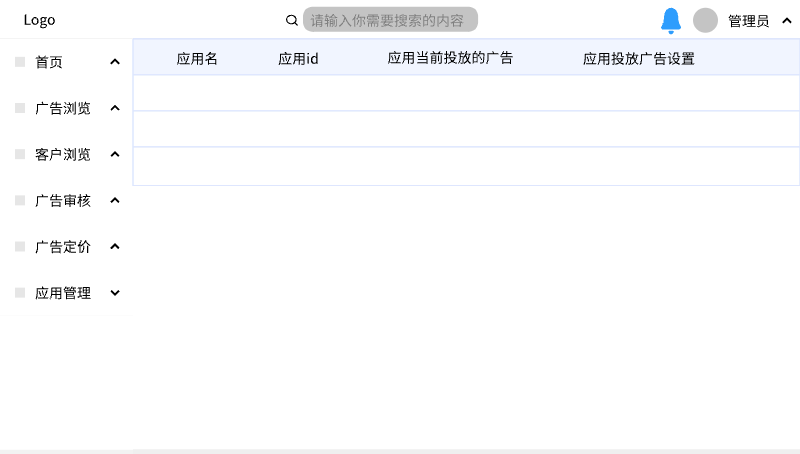 Logo
请输入你需要搜索的内容
管理员
首页
广告浏览
客户浏览
广告审核
广告定价
应用管理
应用名
应用id
应用当前投放的广告
应用投放广告设置